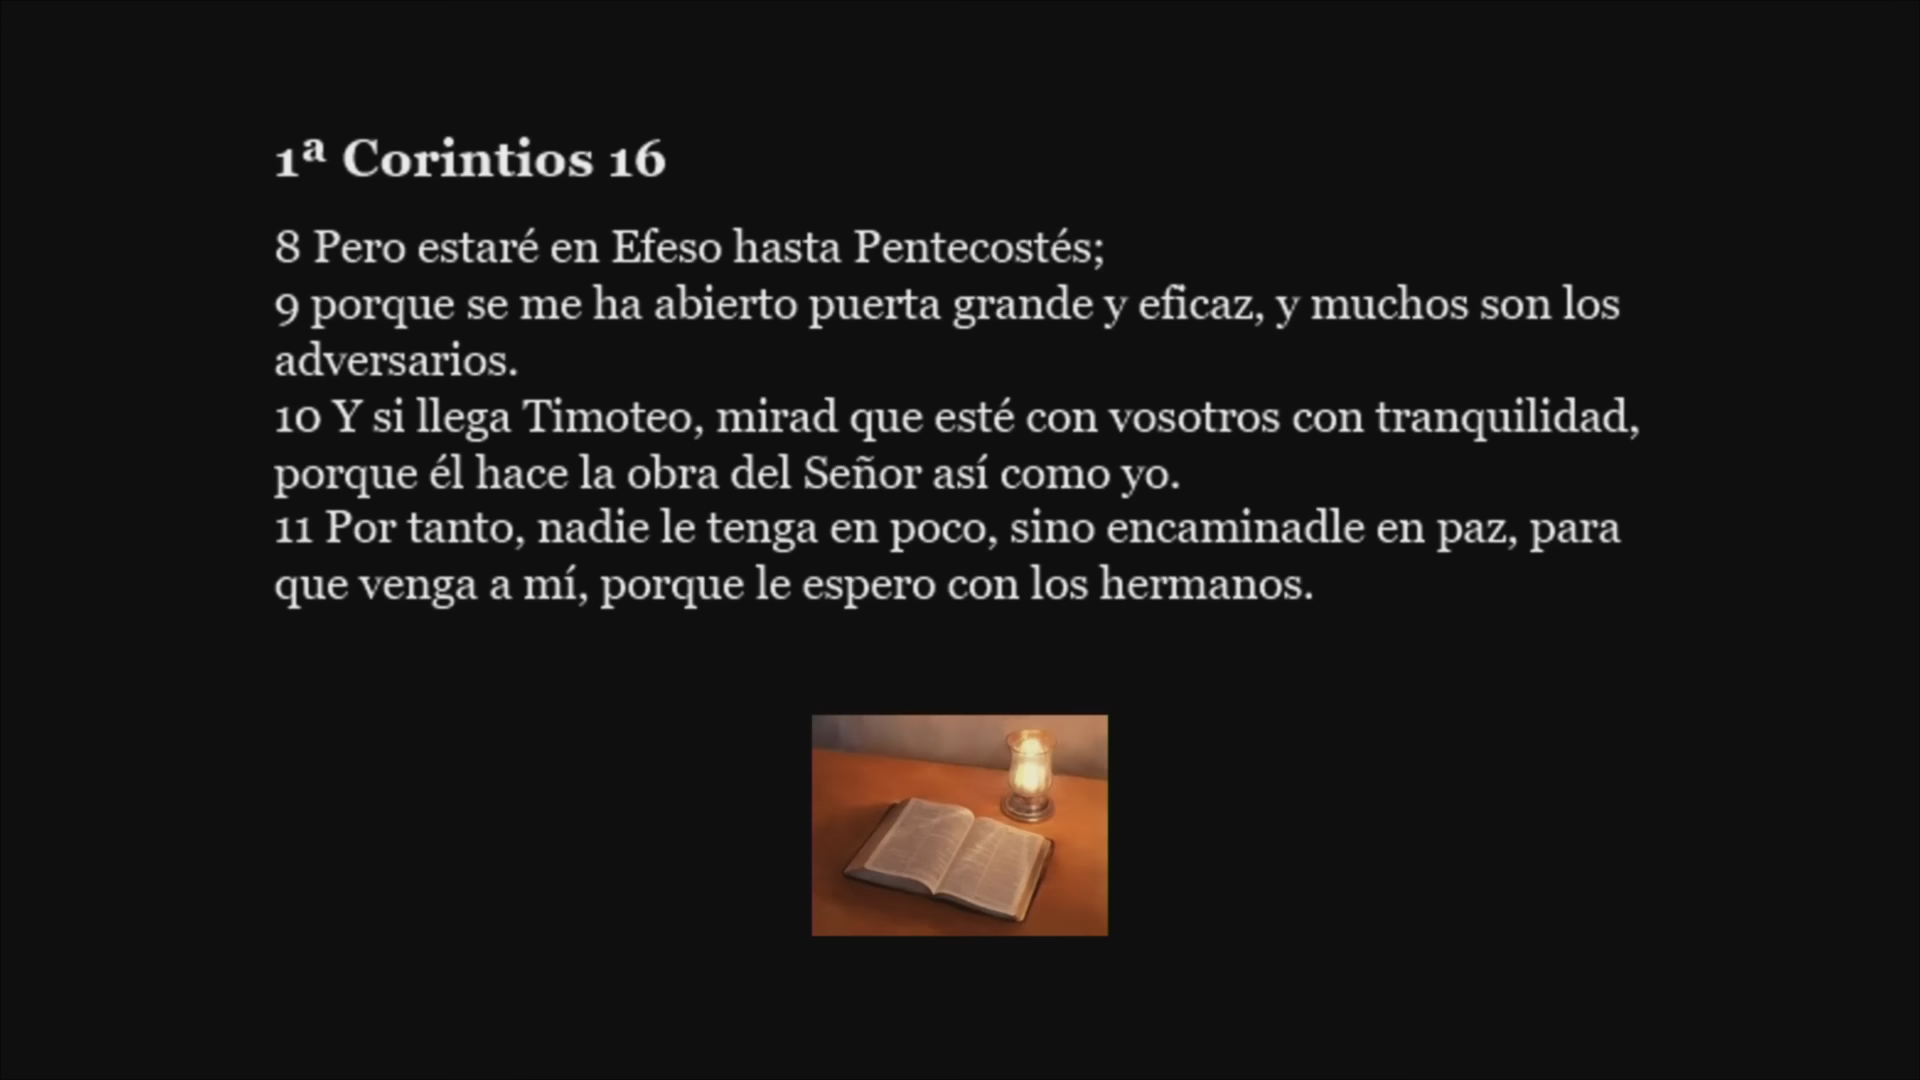 1ª Corintios 16
8 Pero estaré en Efeso hasta Pentecostés;
9 porque se me ha abierto puerta grande y eficaz, y muchos son los
adversarios.
10 Y si llega Timoteo, mirad que esté con vosotros con tranquilidad,
porque él hace la obra del Señor así como yo.
11 Por tanto, nadie le tenga en poco, sino encaminadle en paz, para
que venga a mí, porque le espero con los hermanos.